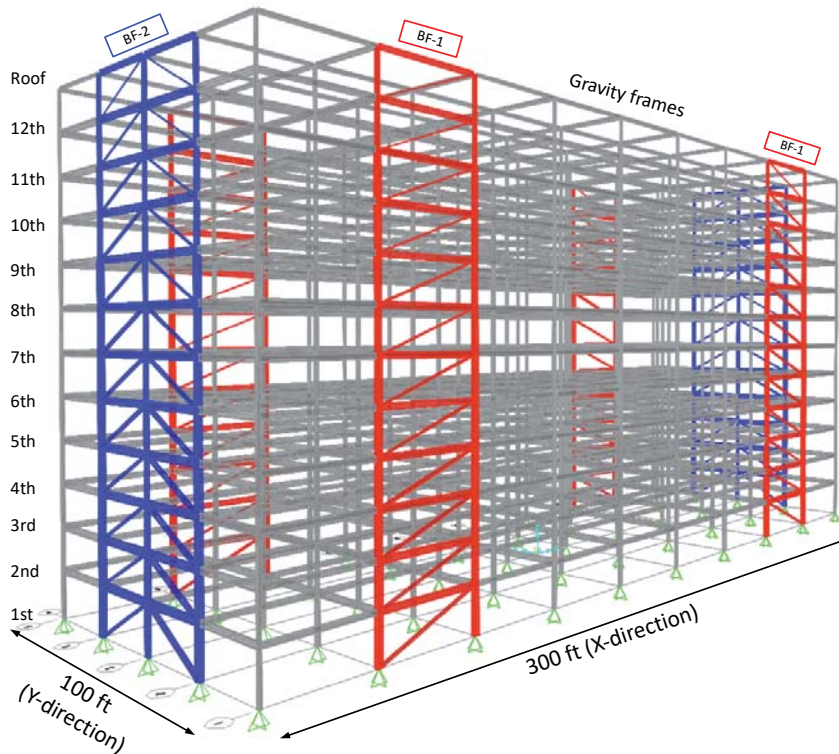 BF-2
BF-1
Gravity frames
BF-1
Roof
12th
11th
10th
9th
8th
7th
6th
5th
4th
3rd
2nd
1st
100 ft
(Y-direction)
300 ft (X-direction)